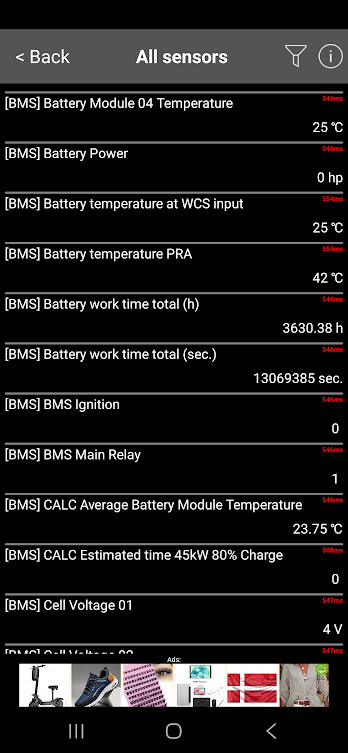 < Back
All sensors
i
546ms
[BMS] Battery Module 04 Temperature
25 ℃
546ms
[BMS] Battery Power
0 hp
554ms
[BMS] Battery temperature at WCS input
25 ℃
554ms
[BMS] Battery temperature PRA
42 ℃
546ms
[BMS] Battery work time total (h)
3630.38 h
546ms
[BMS] Battery work time total (sec.)
13069385 sec.
546ms
[BMS] BMS Ignition
0
546ms
[BMS] BMS Main Relay
1
546ms
[BMS] CALC Average Battery Module Temperature
23.75 ℃
508ms
[BMS] CALC Estimated time 45kW 80% Charge
0
547ms
[BMS] Cell Voltage 01
4 V
547ms
[BMS] Cell Voltage 02
Ads: